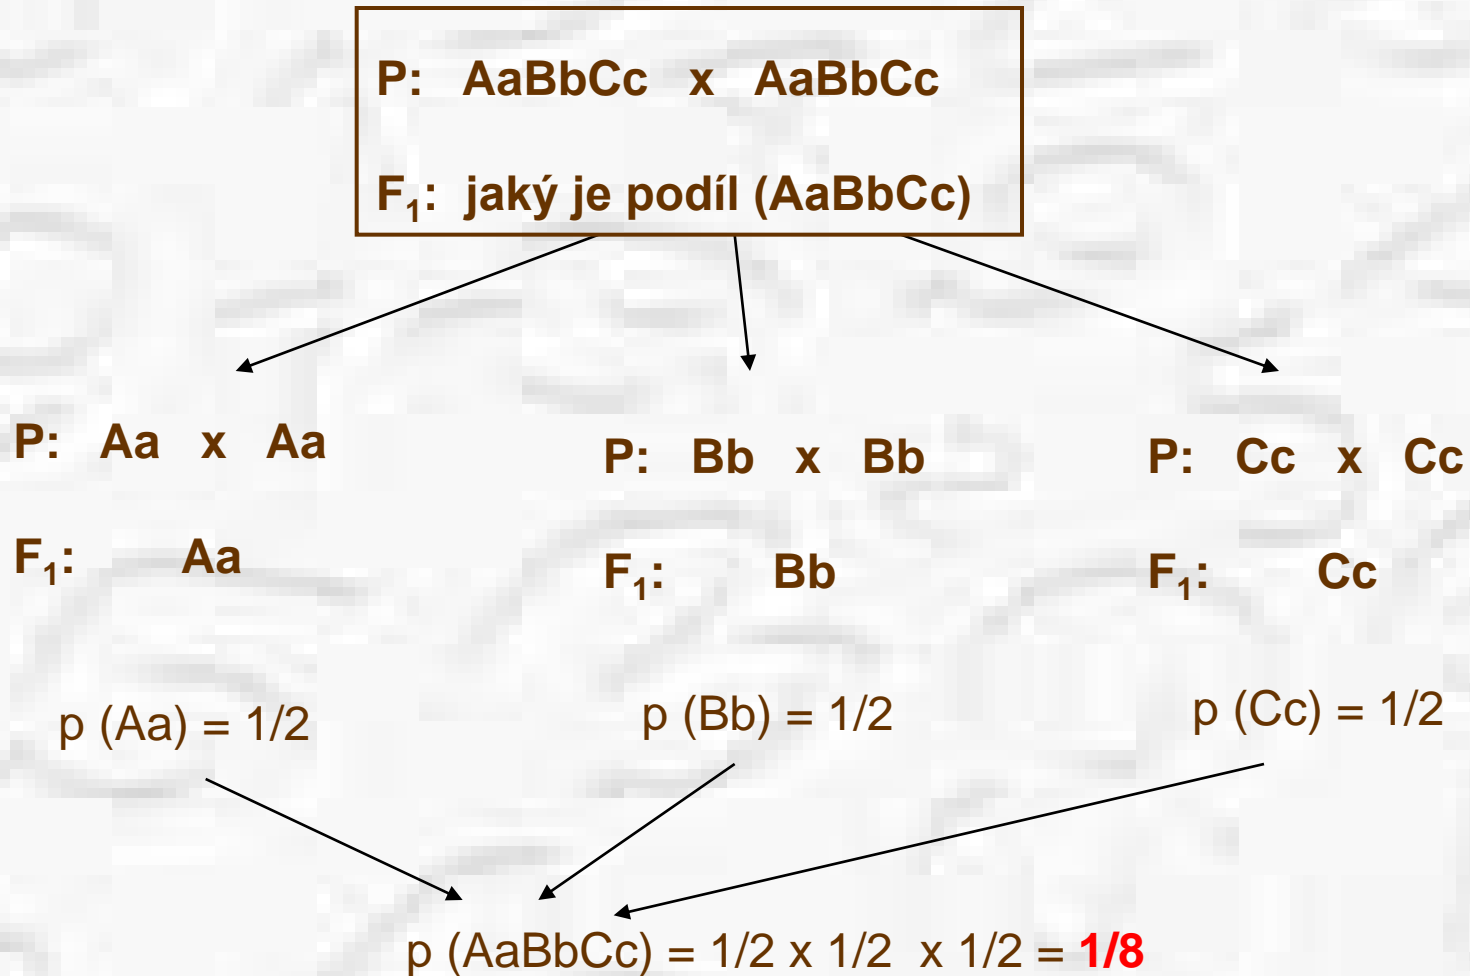 P: AaBbCc x AaBbCc
F₁: jaký je podíl (AaBbCc)
P: Aa x Aa
F₁: Aa
p (Aa) = 1/2
P: Bb x Bb
F₁: Bb
p (Bb) = 1/2
P: Cc x Cc
F₁: Cc
p (Cc) = 1/2
p (AaBbCc) = 1/2 x 1/2 x 1/2 = 1/8